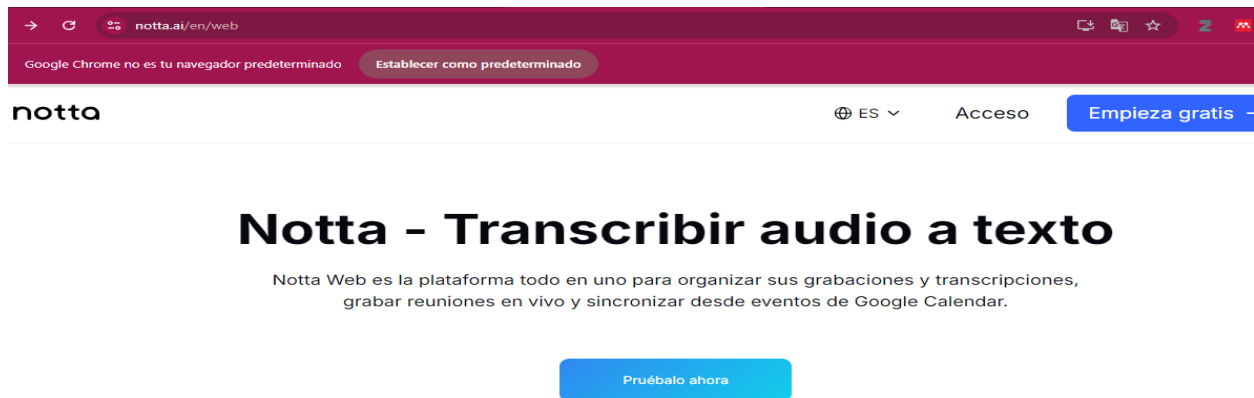 notta.ai/en/web
Google Chrome no es tu navegador predeterminado Establecer como predeterminado
notta ES Acceso Empieza gratis
Notta - Transcribir audio a texto
Notta Web es la plataforma todo en uno para organizar sus grabaciones y transcripciones,
grabar reuniones en vivo y sincronizar desde eventos de Google Calendar.
Pruébalo ahora